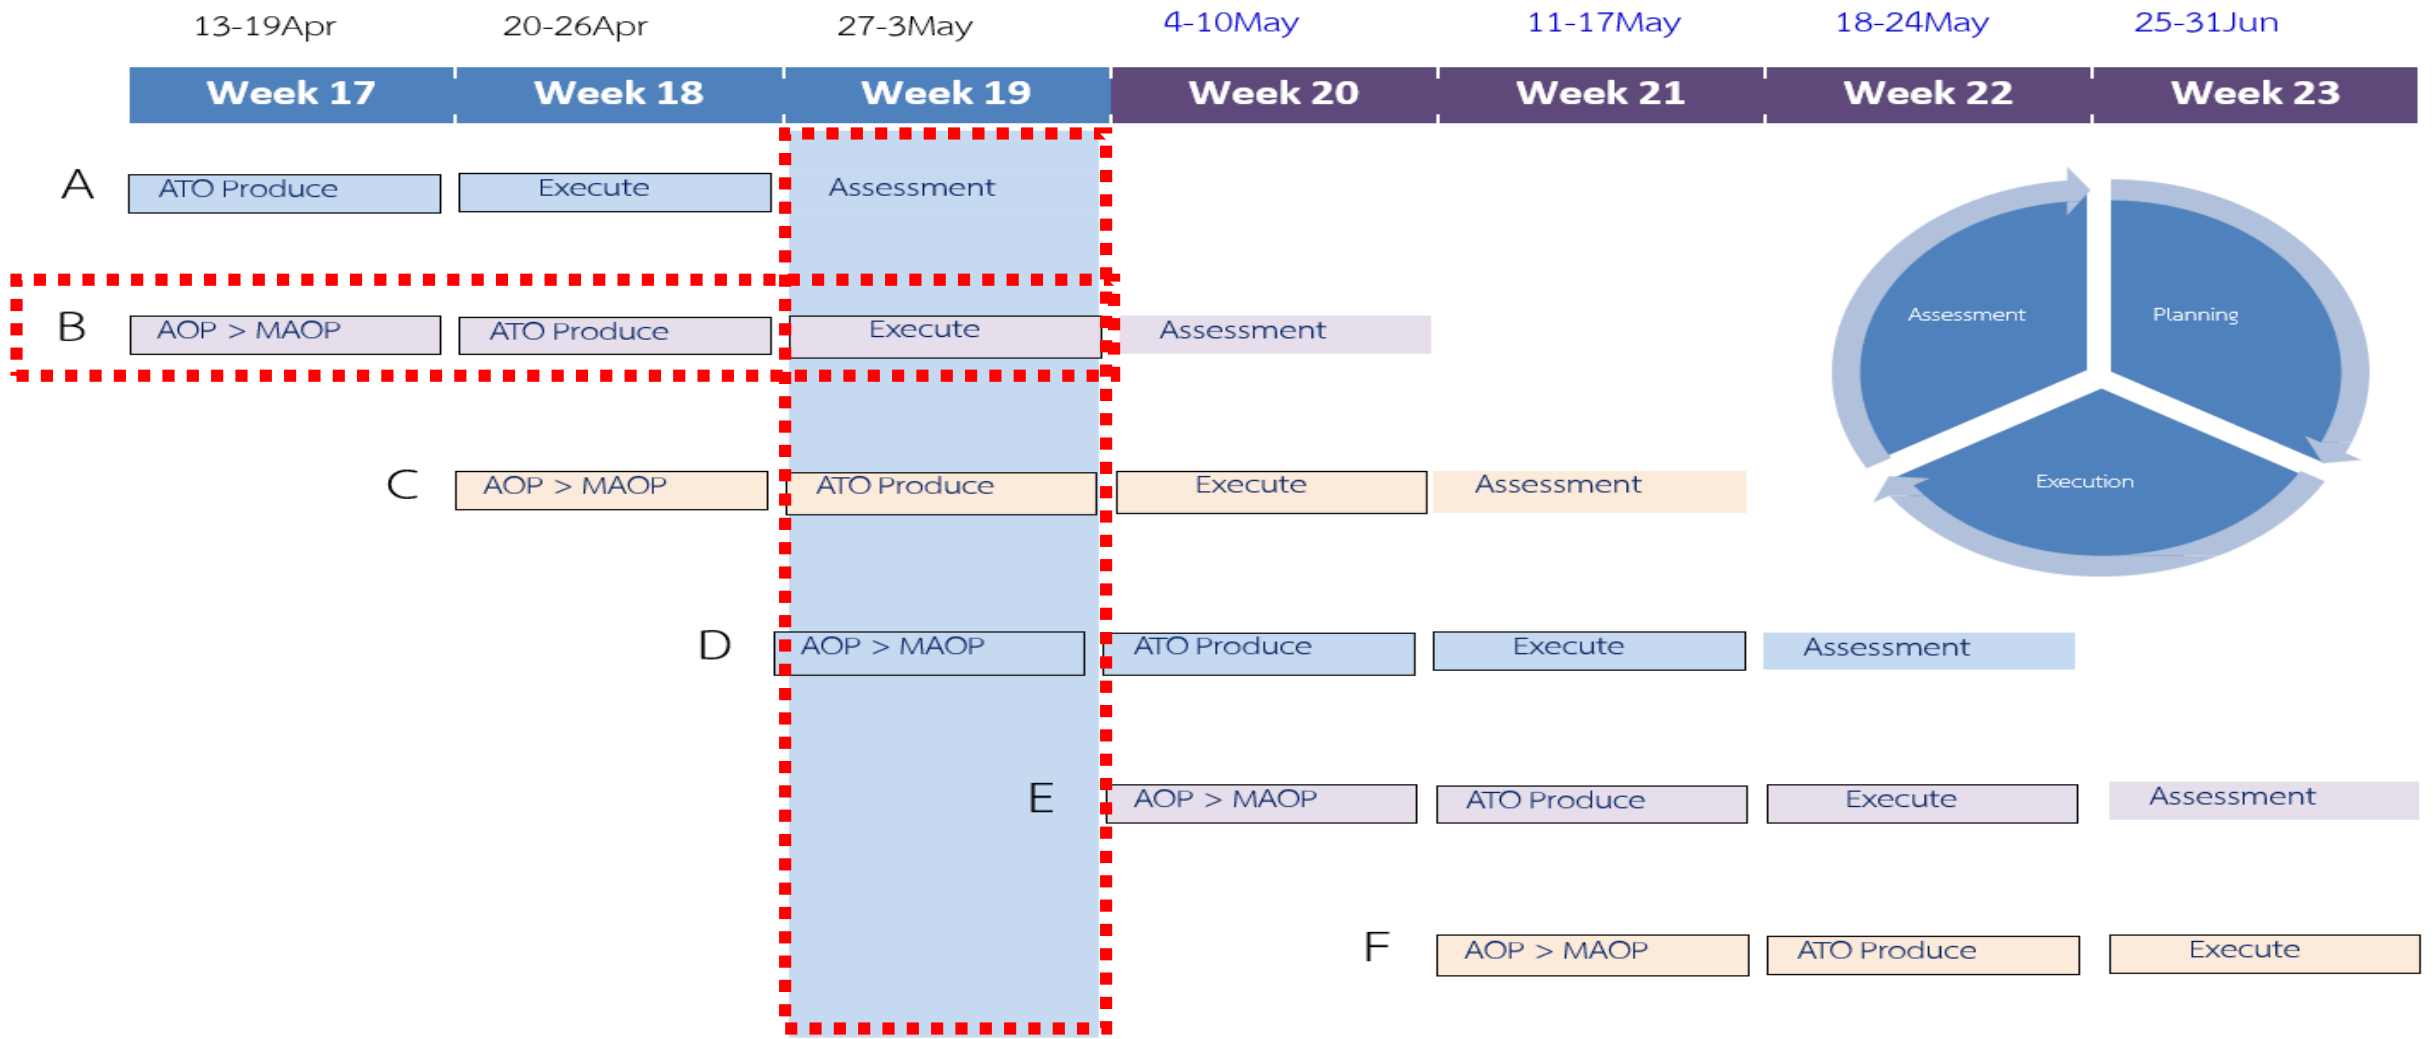 13-19Apr 20-26Apr 27-3May 4-10May 11-17May 18-24May 25-31Jun
Week 17 Week 18 Week 19 Week 20 Week 21 Week 22 Week 23
A ATO Produce Execute Assessment
B AOP > MAOP ATO Produce Execute Assessment
C AOP > MAOP ATO Produce Execute Assessment
D AOP > MAOP ATO Produce Execute Assessment
E AOP > MAOP ATO Produce Execute Assessment
F AOP > MAOP ATO Produce Execute
Assessment Planning
Execution